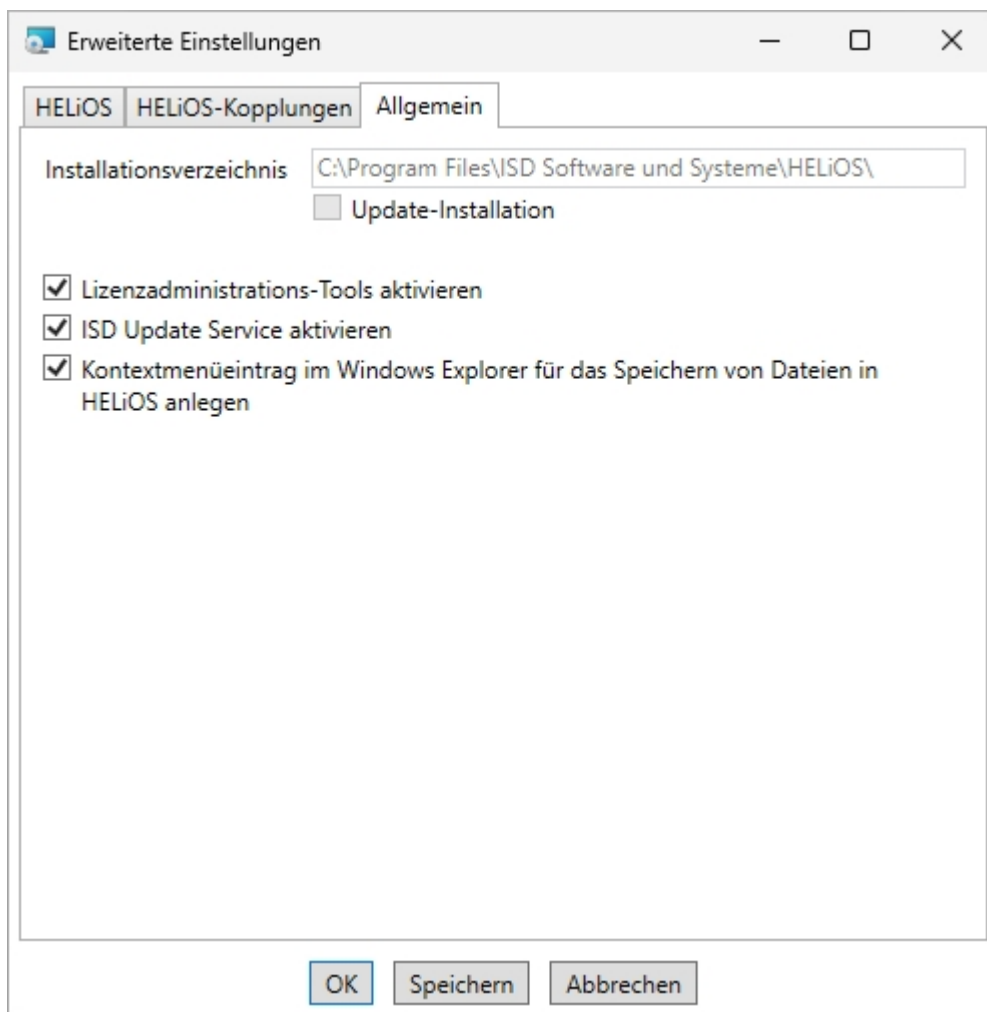 Erweiterte Einstellungen
HELiOS HELiOS-Kopplungen Allgemein
Installationsverzeichnis C:\Program Files\ISD Software und Systeme\HELiOS\
Update-Installation
Lizenzadministrations-Tools aktivieren
ISD Update Service aktivieren
Kontextmenüeintrag im Windows Explorer für das Speichern von Dateien in
HELiOS anlegen
OK Speichern Abbrechen